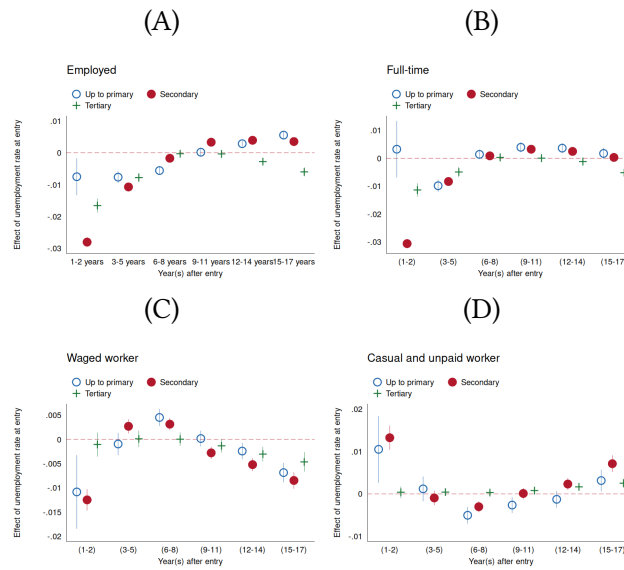 (A)
Employed
Up to primary Secondary
Tertiary
Effect of unemployment rate at entry
.01
0
-.01
-.02
-.03
1-2 years 3-5 years 6-8 years 9-11 years 12-14 years 15-17 years
Year(s) after entry
(B)
Full-time
Up to primary Secondary
Tertiary
Effect of unemployment rate at entry
.01
0
-.01
-.02
-.03
(1-2) (3-5) (6-8) (9-11) (12-14) (15-17)
Year(s) after entry
(C)
Waged worker
Up to primary Secondary
Tertiary
Effect of unemployment rate at entry
.005
0
-.005
-.01
-.015
-.02
(1-2) (3-5) (6-8) (9-11) (12-14) (15-17)
Year(s) after entry
(D)
Casual and unpaid worker
Up to primary Secondary
Tertiary
Effect of unemployment rate at entry
.02
.01
0
-.01
(1-2) (3-5) (6-8) (9-11) (12-14) (15-17)
Year(s) after entry